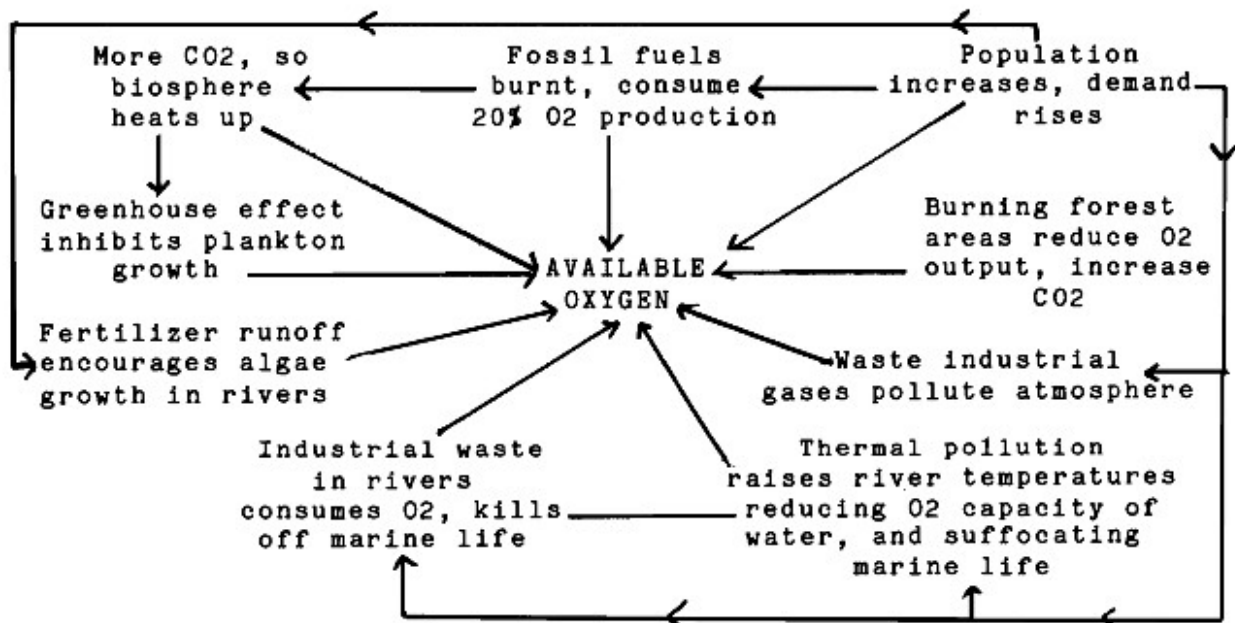 More CO2, so
biosphere
heats up
Fossil fuels
burnt, consume
20% O2 production
Population
increases, demand
rises
Greenhouse effect
inhibits plankton
growth
Burning forest
areas reduce O2
output, increase
CO2
AVAILABLE
OXYGEN
Fertilizer runoff
encourages algae
growth in rivers
Waste industrial
gases pollute atmosphere
Industrial waste
in rivers
consumes O2, kills
off marine life
Thermal pollution
raises river temperatures
reducing O2 capacity of
water, and suffocating
marine life